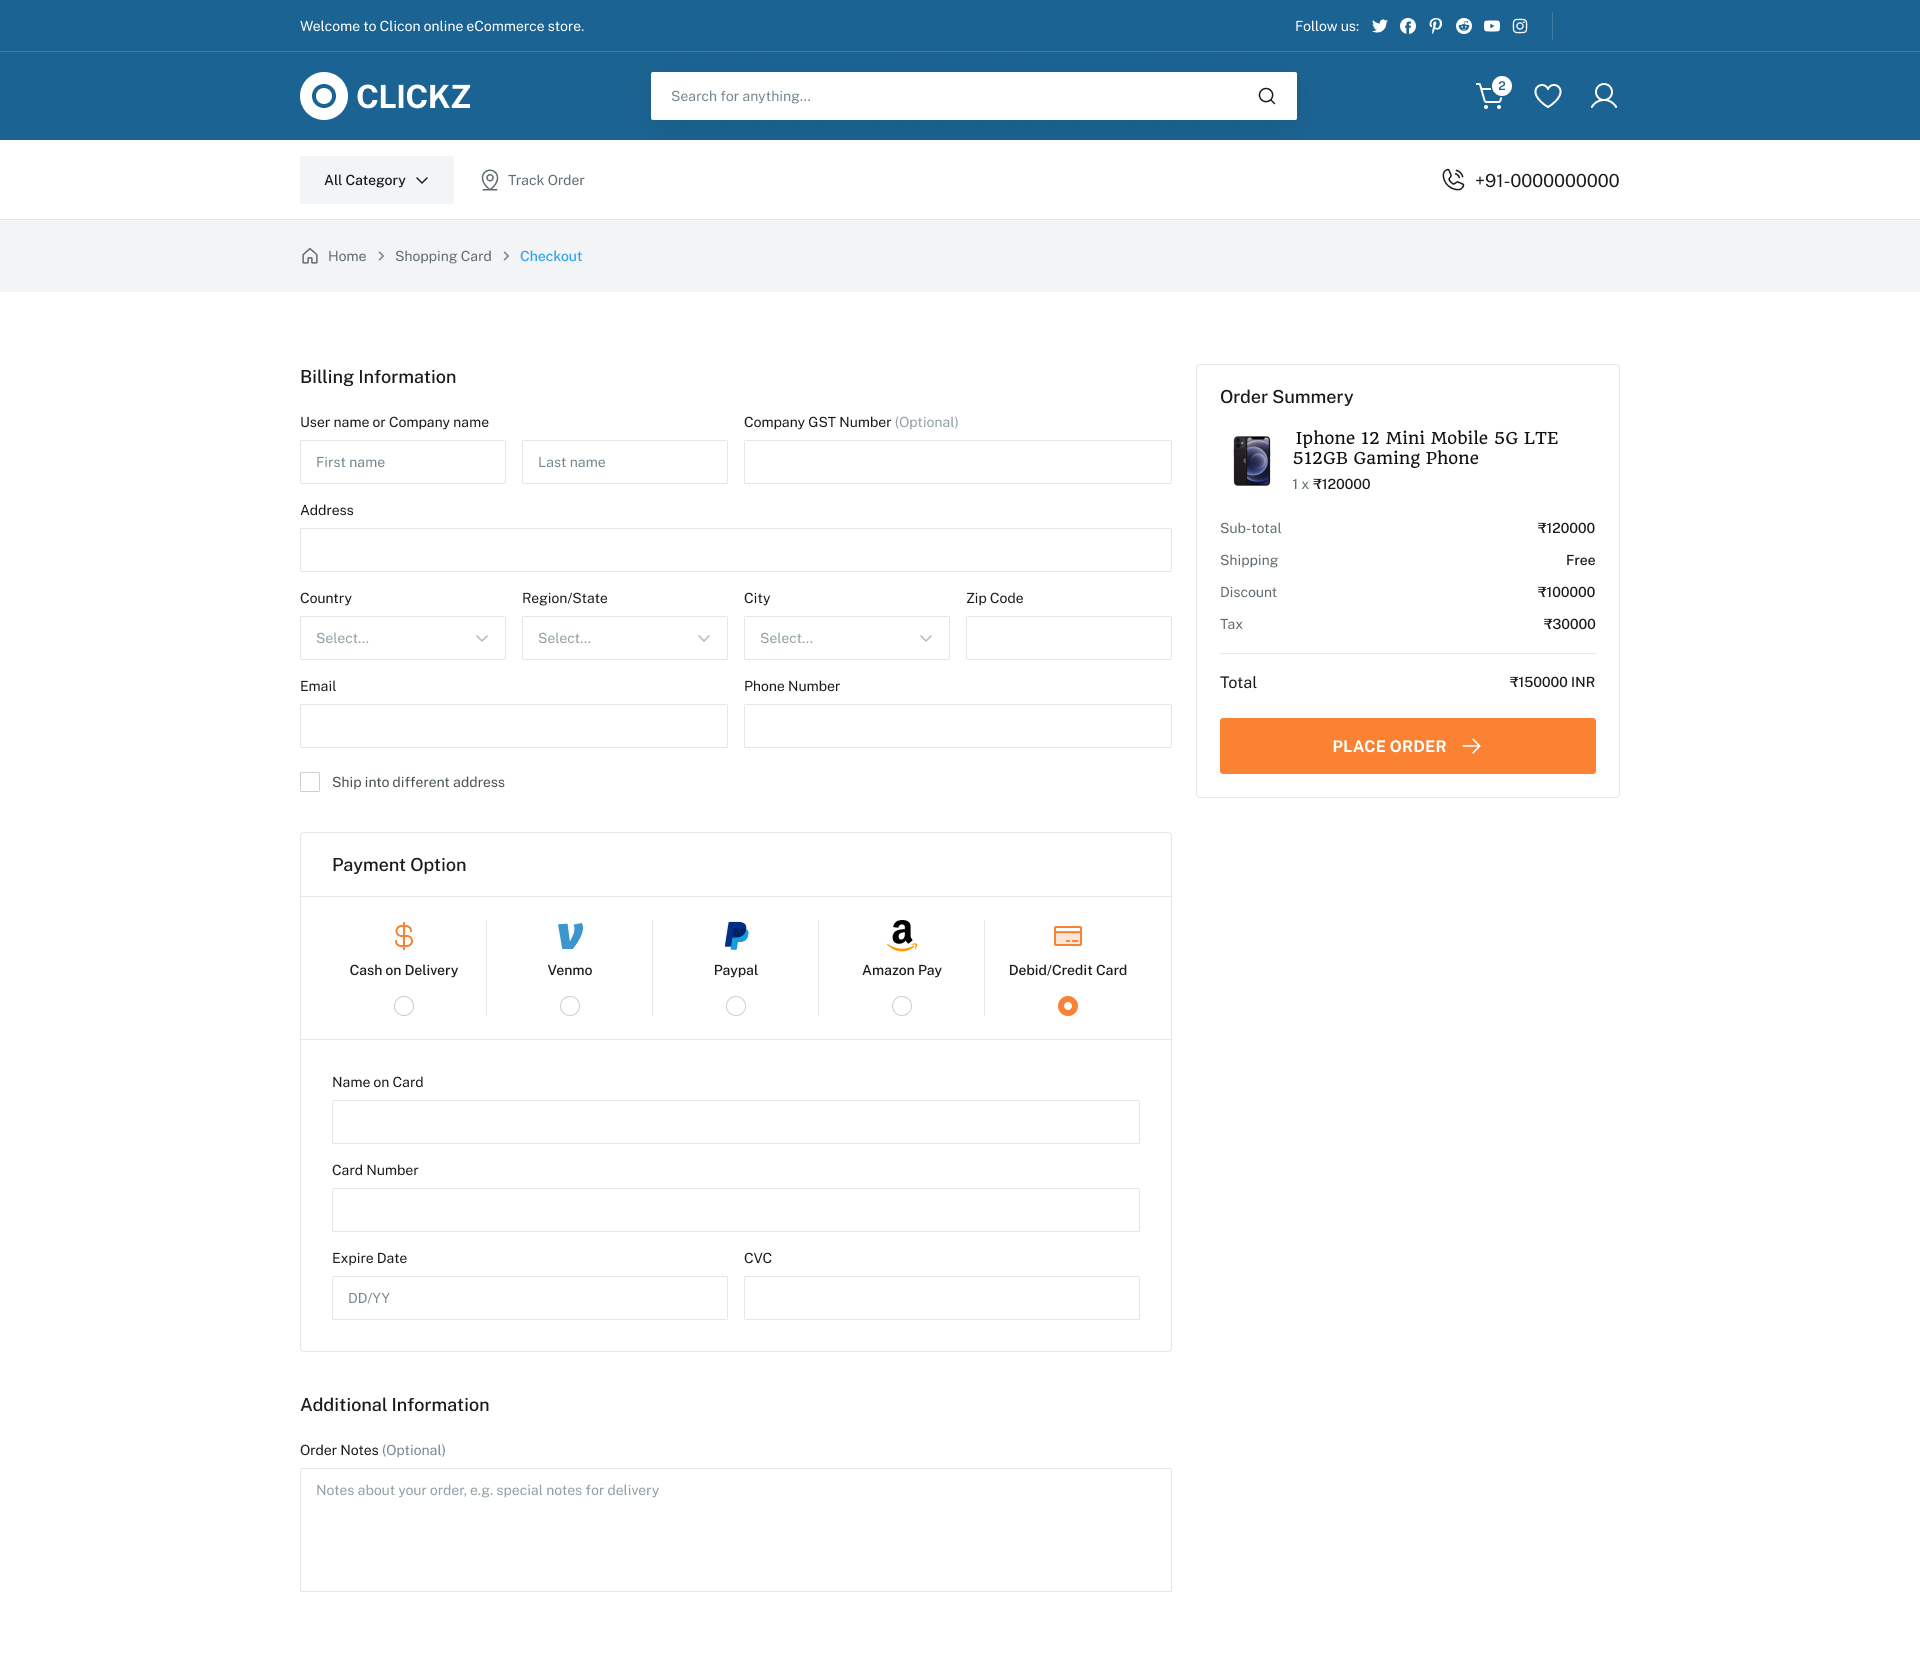 Welcome to Clicon online eCommerce store.
Follow us:
CLICKZ
Search for anything...
2
All Category
Track Order
+91-0000000000
Home > Shopping Card > Checkout
Billing Information
User name or Company name
Company GST Number (Optional)
First name
Last name
Address
Country
Region/State
City
Zip Code
Select...
Select...
Select...
Email
Phone Number
Ship into different address
Order Summery
Iphone 12 Mini Mobile 5G LTE
512GB Gaming Phone
1 x ₹120000
Sub-total ₹120000
Shipping Free
Discount ₹100000
Tax ₹30000
Total ₹150000 INR
PLACE ORDER
Payment Option
Cash on Delivery
Venmo
Paypal
Amazon Pay
Debid/Credit Card
Name on Card
Card Number
Expire Date
CVC
DD/YY
Additional Information
Order Notes (Optional)
Notes about your order, e.g. special notes for delivery